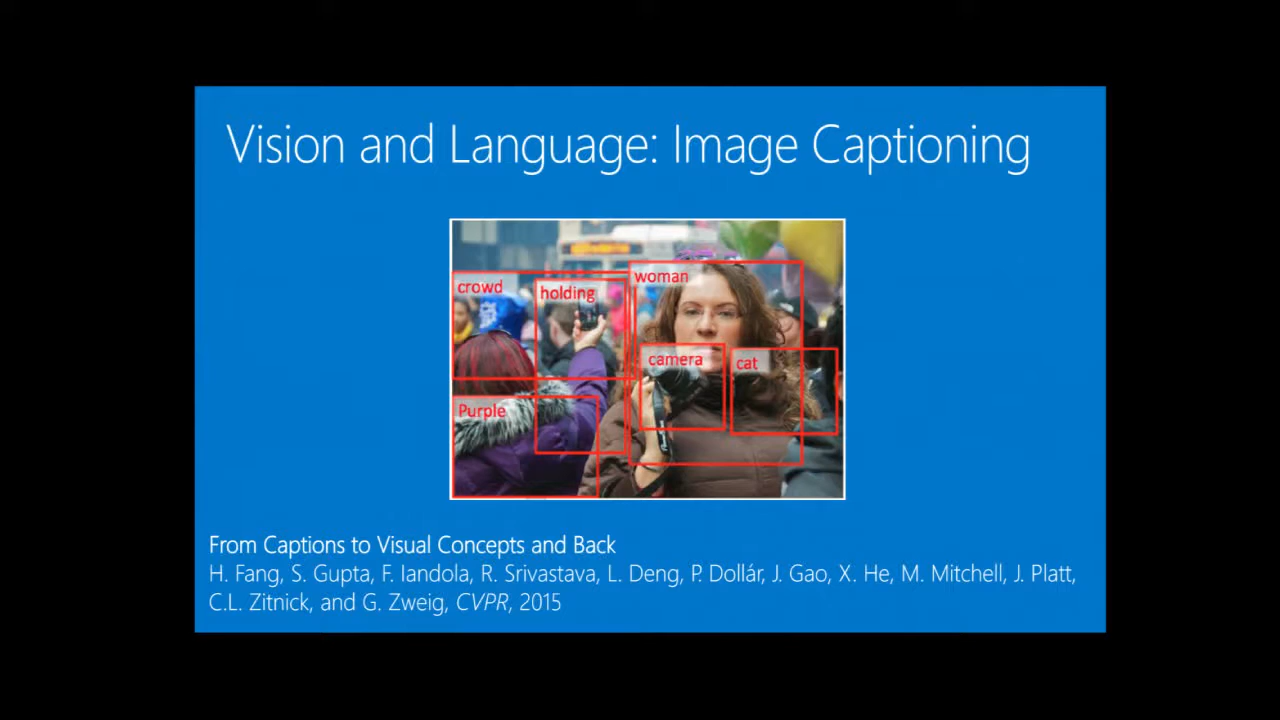 Vision and Language: Image Captioning
crowd
holding
woman
camera
cat
Purple
From Captions to Visual Concepts and Back
H. Fang, S. Gupta, F. Iandola, R. Srivastava, L. Deng, P. Dollár, J. Gao, X. He, M. Mitchell, J. Platt,
C.L. Zitnick, and G. Zweig, CVPR, 2015